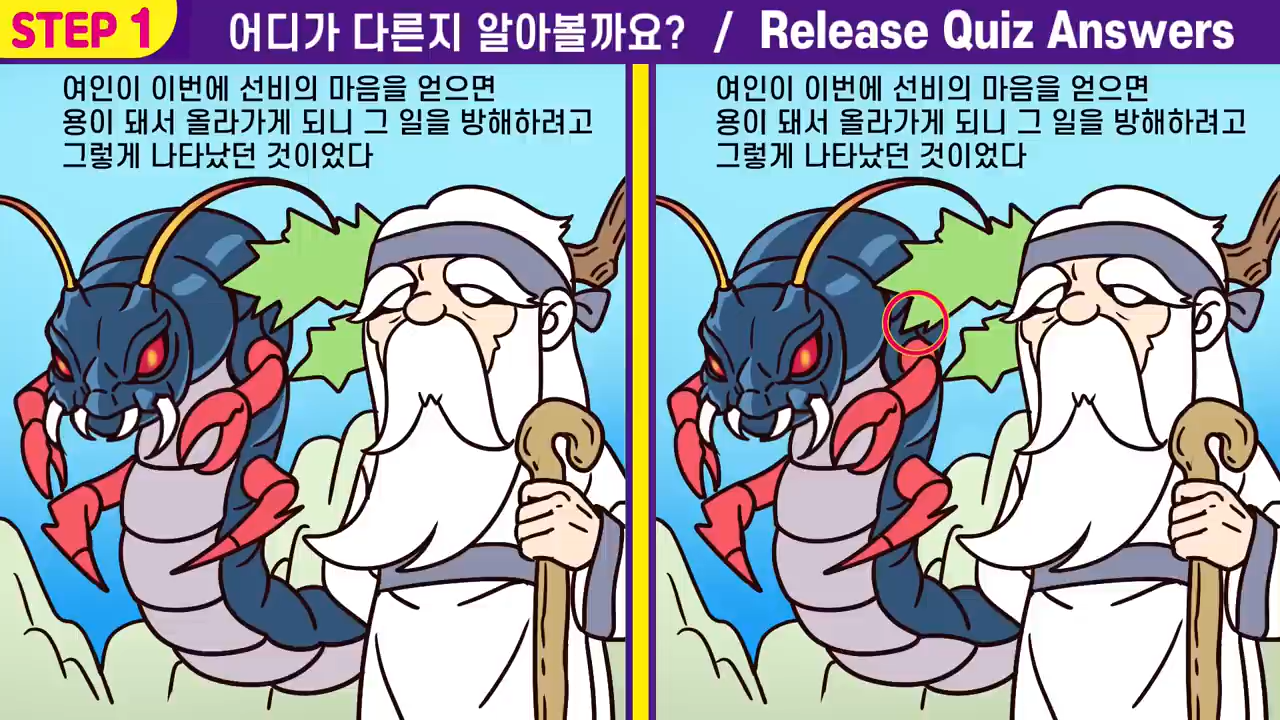 STEP 1
어디가 다른지 알아볼까요? / Release Quiz Answers
여인이 이번에 선비의 마음을 얻으면
용이 돼서 올라가게 되니 그 일을 방해하려고
그렇게 나타났던 것이었다
여인이 이번에 선비의 마음을 얻으면
용이 돼서 올라가게 되니 그 일을 방해하려고
그렇게 나타났던 것이었다